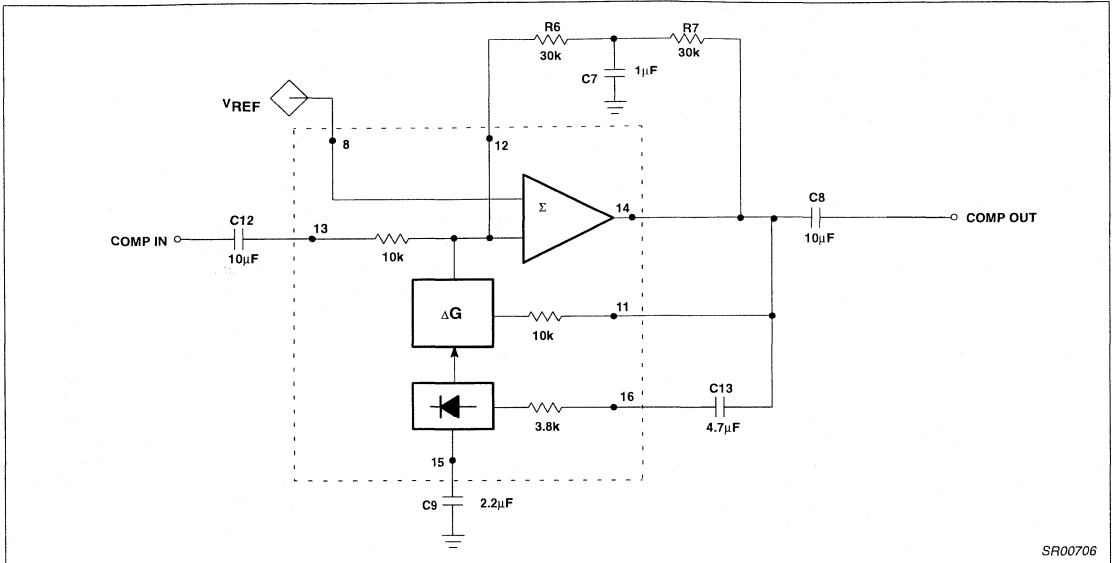 R6
30k
R7
30k
C7
1µF
VREF
8
12
Σ
14
C8
10µF
COMP OUT
COMP IN
C12
10µF
13
10k
ΔG
10k
11
3.8k
16
C13
4.7µF
15
C9
2.2µF
SR00706